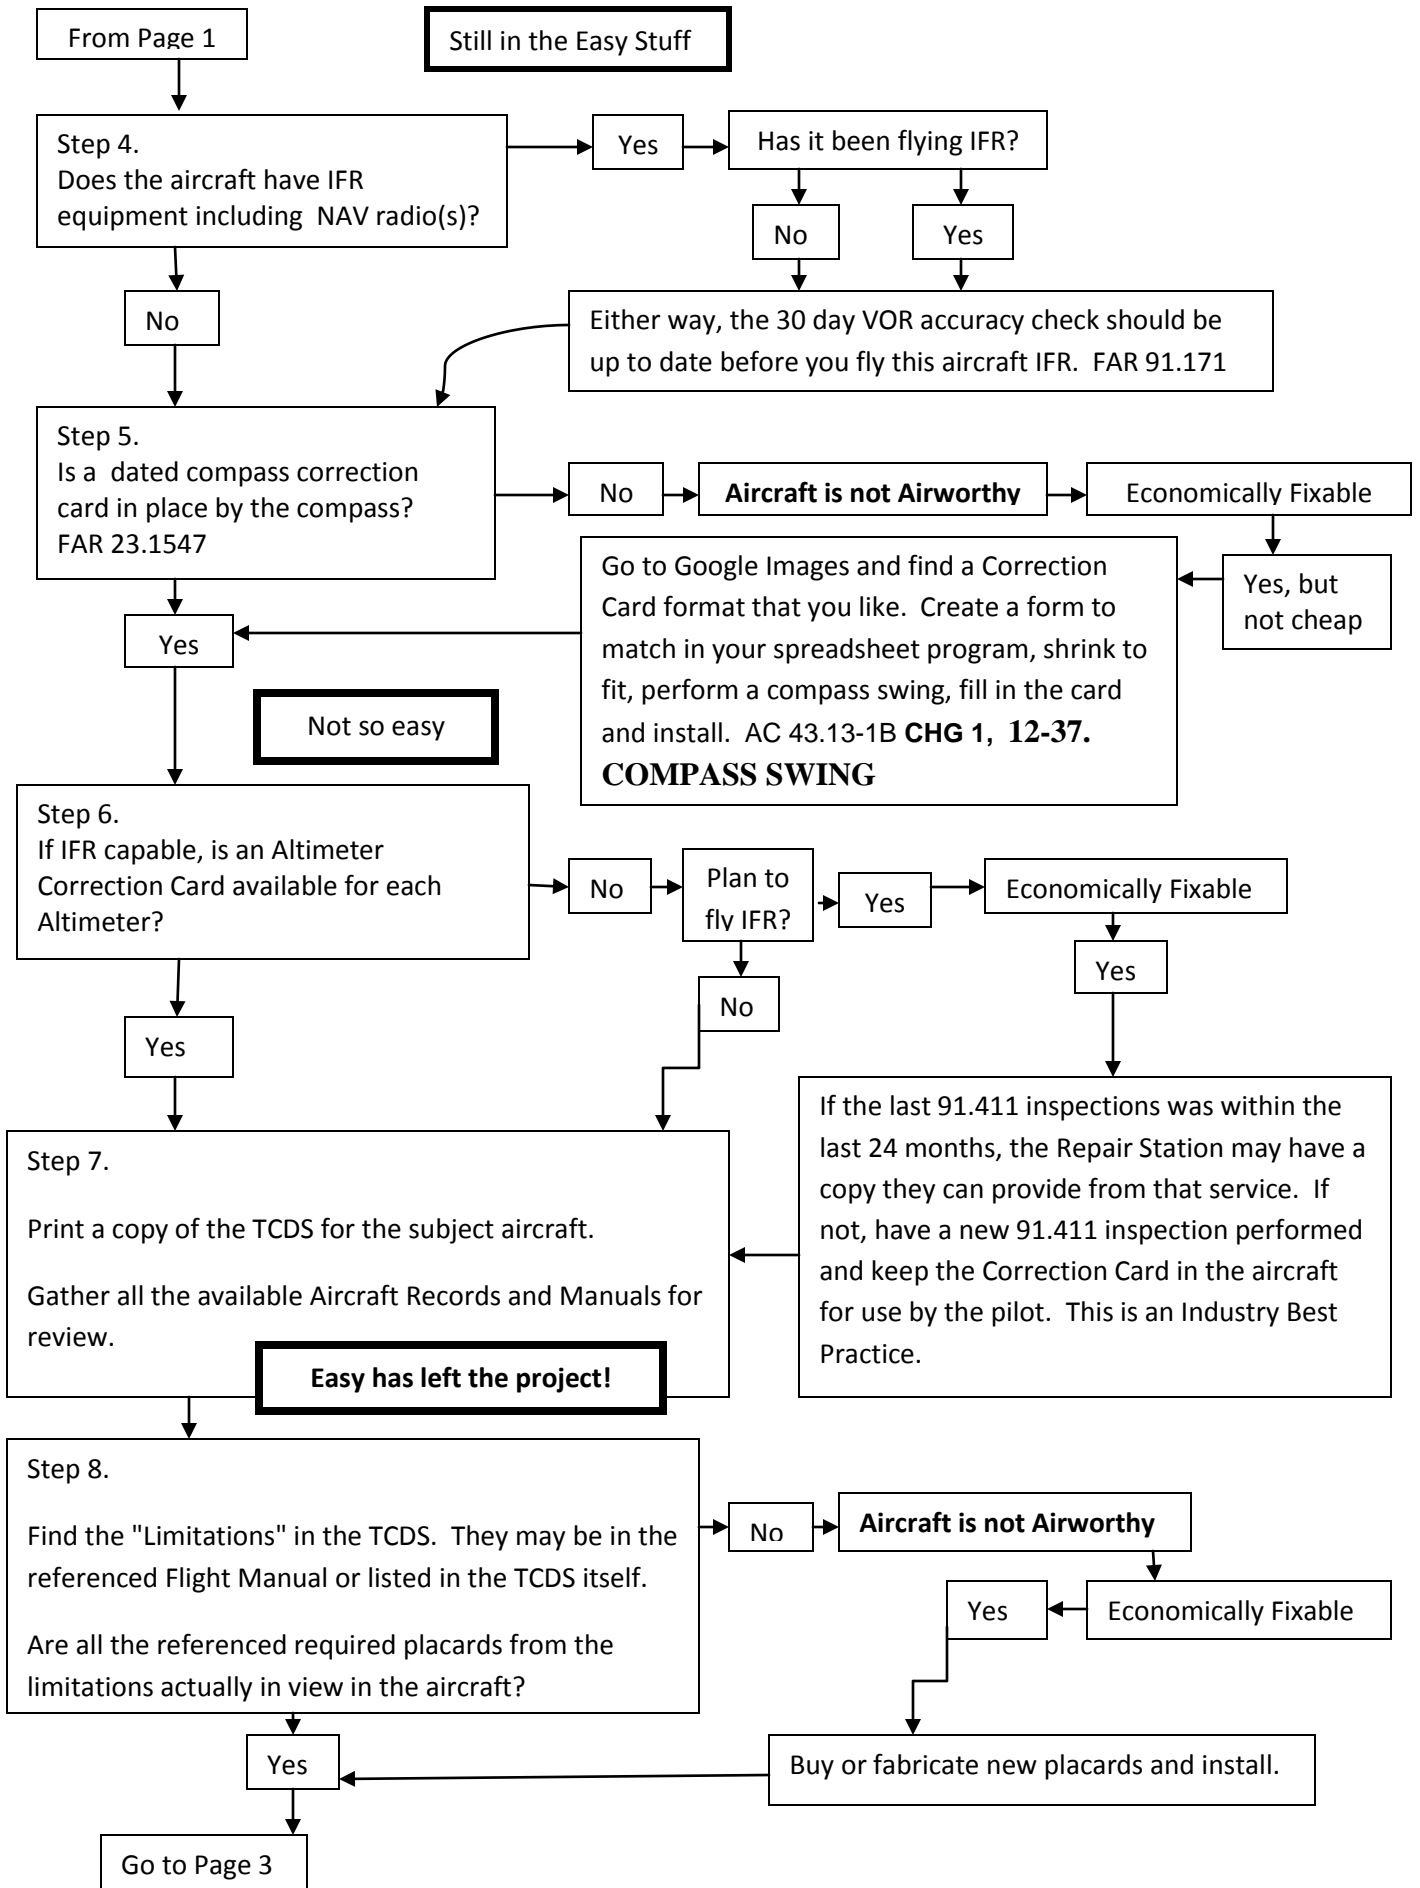 From Page 1
Still in the Easy Stuff
Step 4.
Does the aircraft have IFR
equipment including  NAV radio(s)?
Yes
Has it been flying IFR?
No
Yes
No
Either way, the 30 day VOR accuracy check should be
up to date before you fly this aircraft IFR.  FAR 91.171
Step 5.
Is a  dated compass correction
card in place by the compass?
FAR 23.1547
No
Aircraft is not Airworthy
Economically Fixable
Yes, but
not cheap
Go to Google Images and find a Correction
Card format that you like.  Create a form to
match in your spreadsheet program, shrink to
fit, perform a compass swing, fill in the card
and install.  AC 43.13-1B CHG 1,  12-37.
COMPASS SWING
Yes
Not so easy
Step 6.
If IFR capable, is an Altimeter
Correction Card available for each
Altimeter?
No
Plan to
fly IFR?
Yes
Economically Fixable
Yes
No
Yes
If the last 91.411 inspections was within the
last 24 months, the Repair Station may have a
copy they can provide from that service.  If
not, have a new 91.411 inspection performed
and keep the Correction Card in the aircraft
for use by the pilot.  This is an Industry Best
Practice.
Step 7.
Print a copy of the TCDS for the subject aircraft.
Gather all the available Aircraft Records and Manuals for
review.
Easy has left the project!
Step 8.
Find the "Limitations" in the TCDS.  They may be in the
referenced Flight Manual or listed in the TCDS itself.
Are all the referenced required placards from the
limitations actually in view in the aircraft?
No
Aircraft is not Airworthy
Economically Fixable
Yes
Buy or fabricate new placards and install.
Yes
Go to Page 3